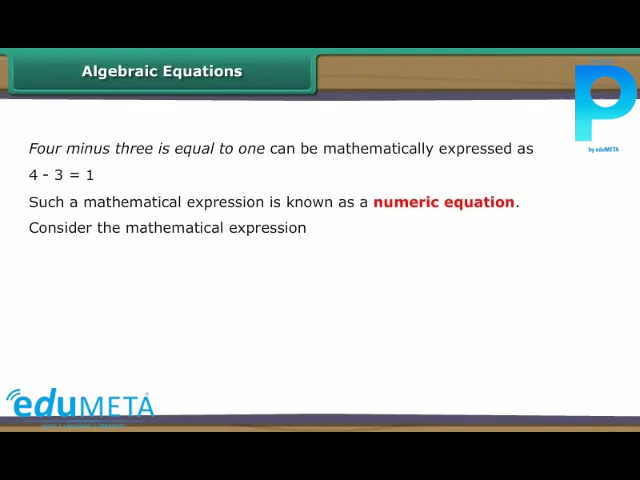 Algebraic Equations
P
by eduMETA
Four minus three is equal to one can be mathematically expressed as
4 - 3 = 1
Such a mathematical expression is known as a numeric equation.
Consider the mathematical expression
eduMETA